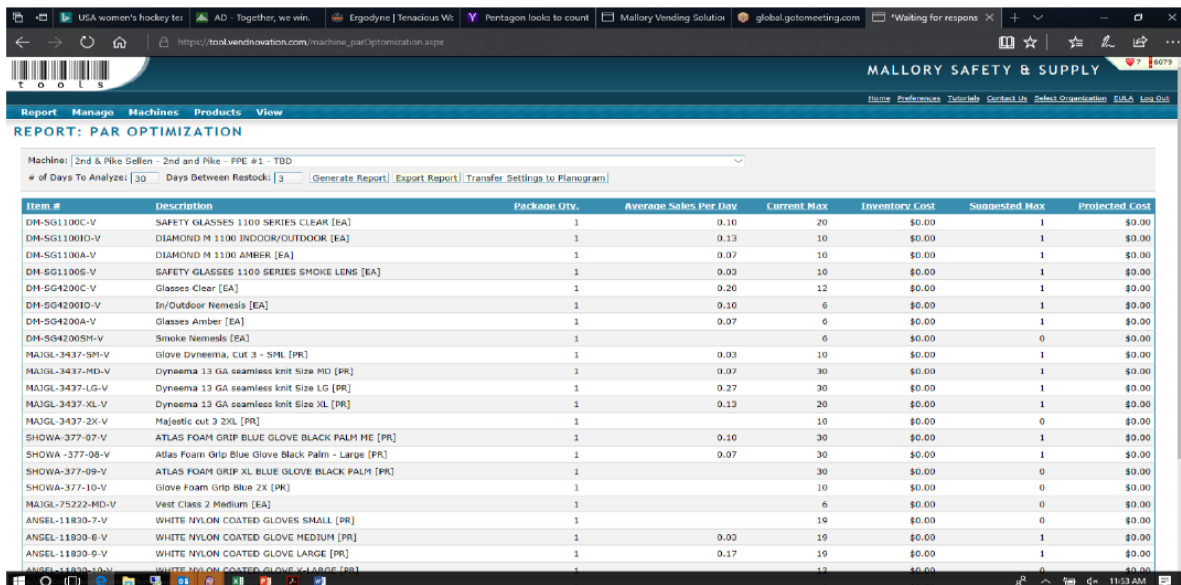 USA women's hockey te
AD - Together, we win.
Ergodyne | Tenacious Wo
Pentagon looks to count
Mallory Vending Solution
global.gotomeeting.com
*Waiting for respons
https://tool.vendnovation.com/machine_parOptomization.aspx
tools
MALLORY SAFETY & SUPPLY
7 6079
Home Preferences Tutorials Contact Us Select Organization EULA Log Out
Report Manage Machines Products View
REPORT: PAR OPTIMIZATION
Machine: 2nd & Pike Sellen - 2nd and Pike - PPE #1 - TBD
# of Days To Analyze: 30 Days Between Restock: 3 Generate Report Export Report Transfer Settings to Planogram
Item # Description Package Qty. Average Sales Per Day Current Max Inventory Cost Suggested Max Projected Cost
DM-SG1100C-V SAFETY GLASSES 1100 SERIES CLEAR [EA] 1 0.10 20 $0.00 1 $0.00
DM-SG1100IO-V DIAMOND M 1100 INDOOR/OUTDOOR [EA] 1 0.13 10 $0.00 1 $0.00
DM-SG1100A-V DIAMOND M 1100 AMBER [EA] 1 0.07 10 $0.00 1 $0.00
DM-SG1100S-V SAFETY GLASSES 1100 SERIES SMOKE LENS [EA] 1 0.03 10 $0.00 1 $0.00
DM-SG4200C-V Glasses Clear [EA] 1 0.20 12 $0.00 1 $0.00
DM-SG4200IO-V In/Outdoor Nemesis [EA] 1 0.10 6 $0.00 1 $0.00
DM-SG4200A-V Glasses Amber [EA] 1 0.07 6 $0.00 1 $0.00
DM-SG4200SM-V Smoke Nemesis [EA] 1 6 $0.00 0 $0.00
MAJGL-3437-SM-V Glove Dyneema, Cut 3 - SML [PR] 1 0.03 10 $0.00 1 $0.00
MAJGL-3437-MD-V Dyneema 13 GA seamless knit Size MD [PR] 1 0.07 30 $0.00 1 $0.00
MAJGL-3437-LG-V Dyneema 13 GA seamless knit Size LG [PR] 1 0.27 30 $0.00 1 $0.00
MAJGL-3437-XL-V Dyneema 13 GA seamless knit Size XL [PR] 1 0.13 20 $0.00 1 $0.00
MAJGL-3437-2X-V Majestic cut 3 2XL [PR] 1 10 $0.00 0 $0.00
SHOWA-377-07-V ATLAS FOAM GRIP BLUE GLOVE BLACK PALM ME [PR] 1 0.10 30 $0.00 1 $0.00
SHOWA -377-08-V Atlas Foam Grip Blue Glove Black Palm - Large [PR] 1 0.07 30 $0.00 1 $0.00
SHOWA-377-09-V ATLAS FOAM GRIP XL BLUE GLOVE BLACK PALM [PR] 1 30 $0.00 0 $0.00
SHOWA-377-10-V Glove Foam Grip Blue 2X [PR] 1 10 $0.00 0 $0.00
MAJGL-75222-MD-V Vest Class 2 Medium [EA] 1 6 $0.00 0 $0.00
ANSEL-11830-7-V WHITE NYLON COATED GLOVES SMALL [PR] 1 19 $0.00 0 $0.00
ANSEL-11830-8-V WHITE NYLON COATED GLOVE MEDIUM [PR] 1 0.03 19 $0.00 1 $0.00
ANSEL-11830-9-V WHITE NYLON COATED GLOVE LARGE [PR] 1 0.17 19 $0.00 1 $0.00
ANSEL-11830-10-V WHITE NYLON COATED GLOVE X-LARGE [PR] 1 12 $0.00 0 $0.00
11:53 AM